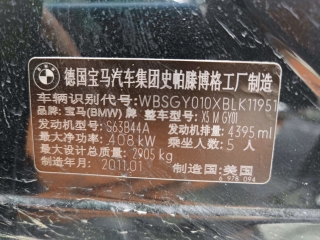 德国宝马汽车集团史帕滕博格工厂制造
车辆识别代号: WBSGY010XBLK11951
品牌: 宝马(BMW) 牌 整车型号: X5 M GY01
发动机型号: S63B44A 发动机排量: 4395 ml
最大净功率: 408 kW 乘坐人数: 5 人
最大设计总质量: 2905 kg
制造年月: 2011.01 制造国: 美国
6 978 094